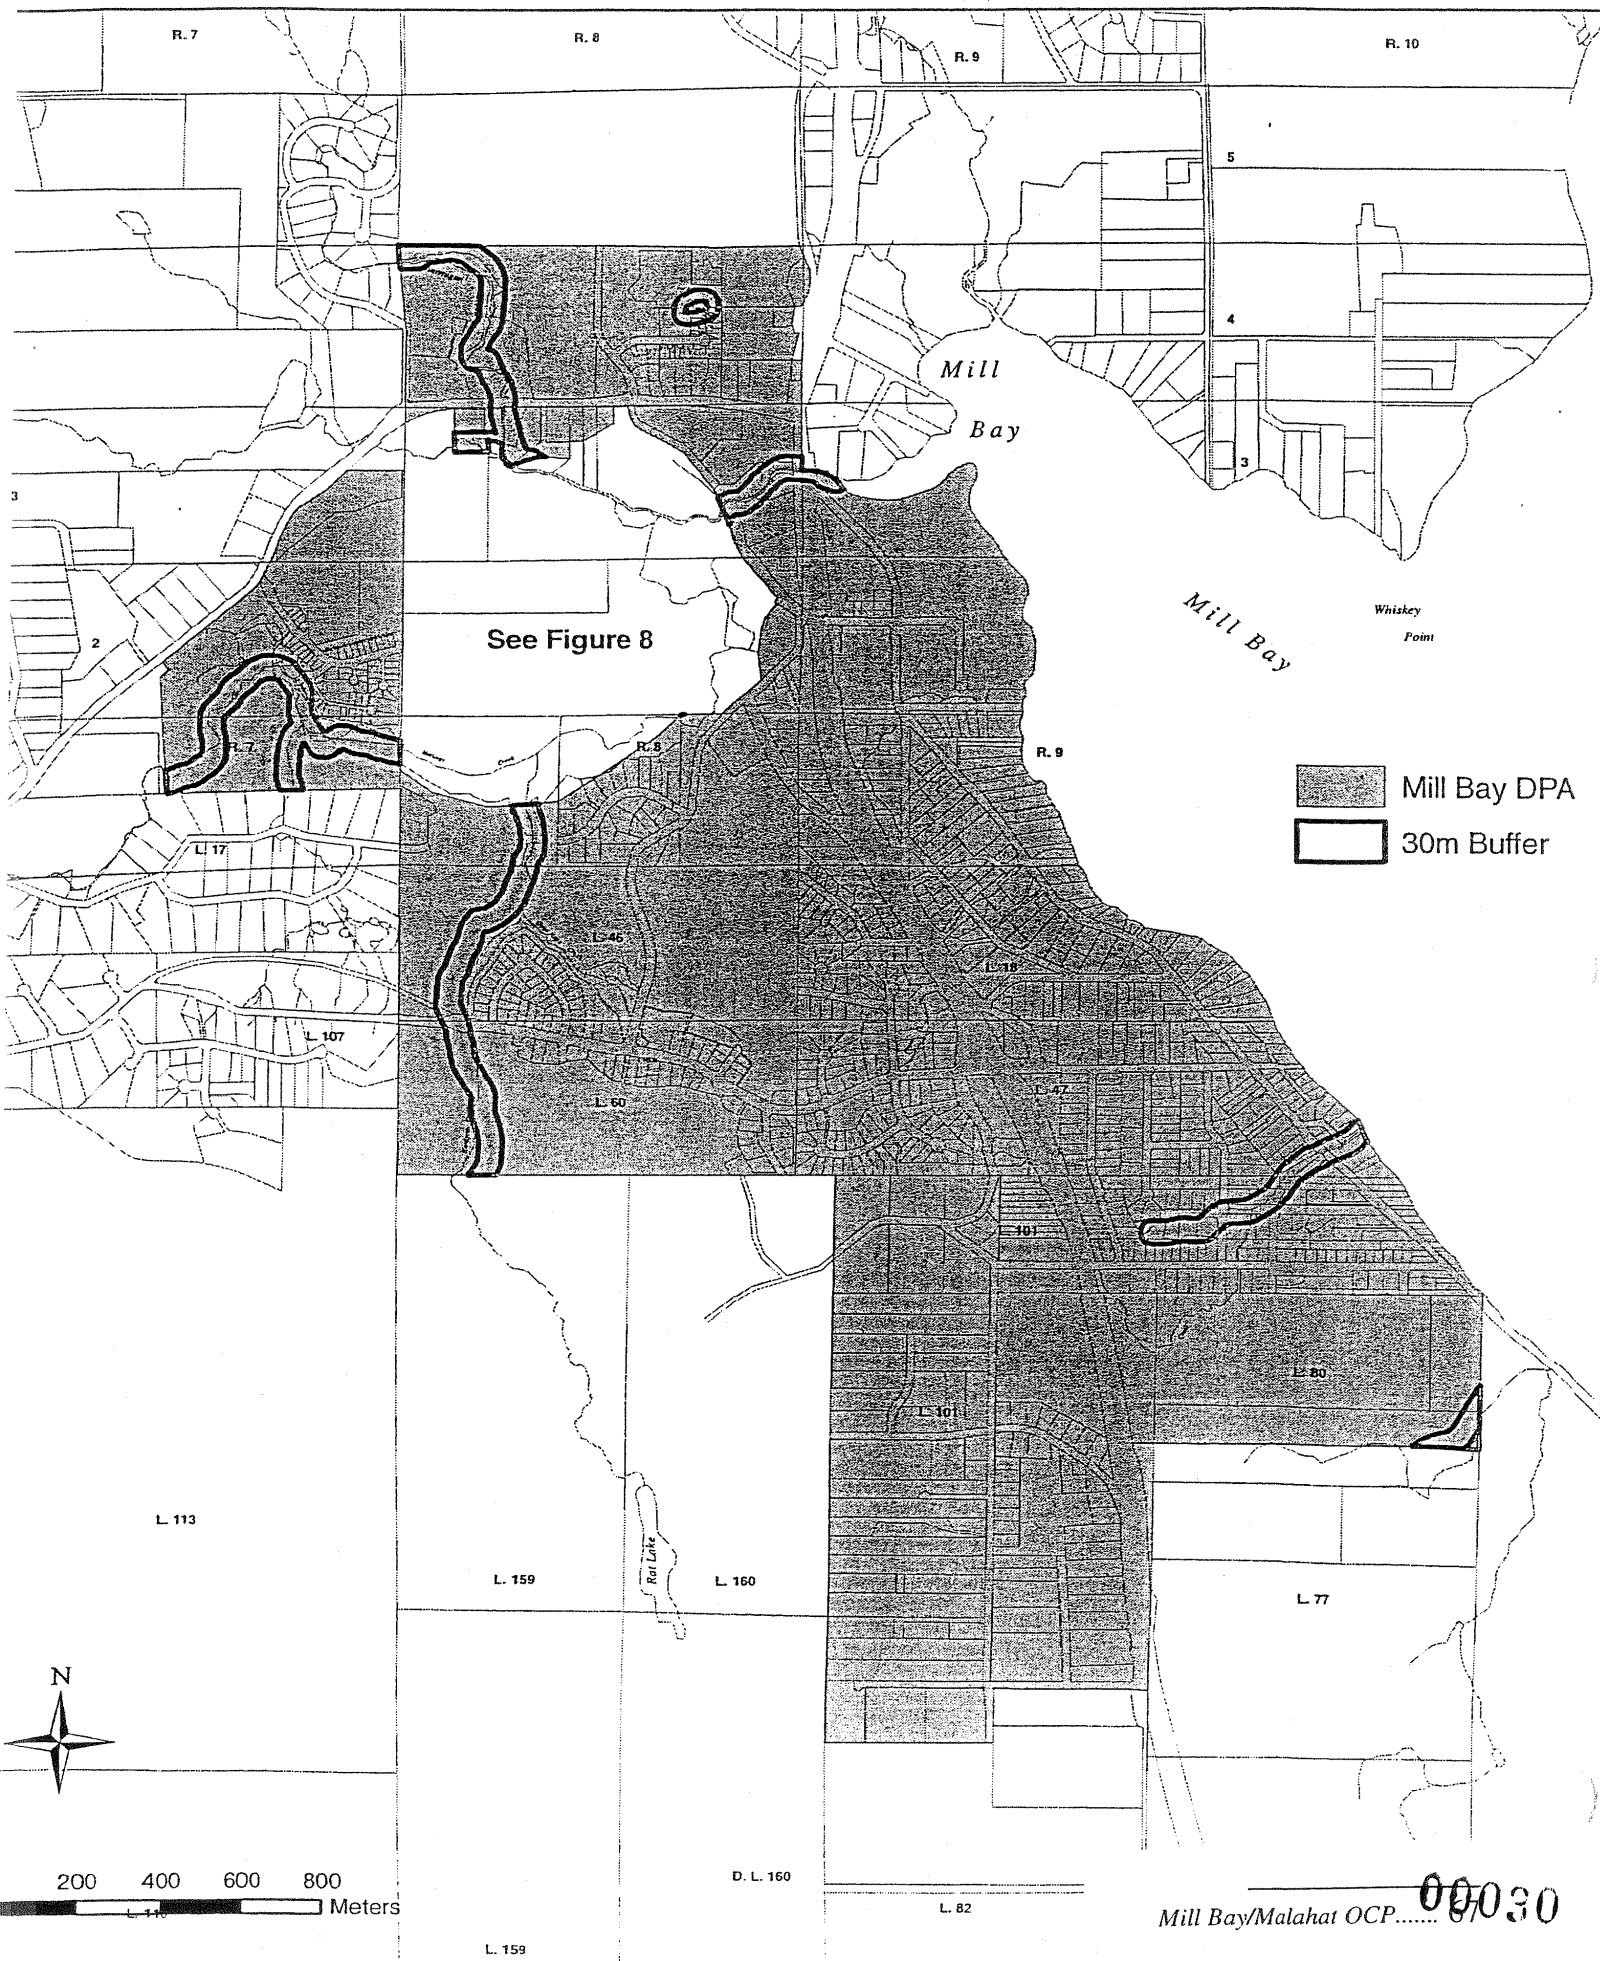 R. 7
R. 8
R. 9
R. 10
5
4
Mill
Bay
3
3
2
See Figure 8
Mill Bay
Whiskey
Point
R. 7
Creek
R. 8
R. 9
Mill Bay DPA
30m Buffer
L. 17
L. 46
L. 18
L. 107
L. 47
L. 60
101
L. 80
L. 101
L. 113
L. 159
Rat Lake
L. 160
L. 77
N
200 400 600 800
Meters
D. L. 160
L. 82
00030
Mill Bay/Malahat OCP.......
L. 159